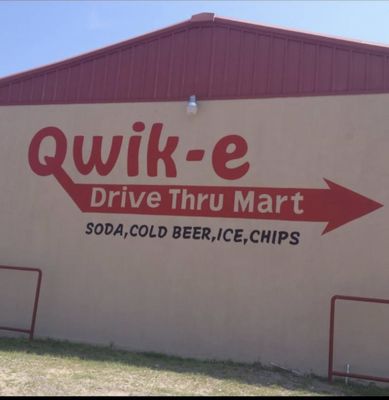 Qwik-e
Drive Thru Mart
SODA,COLD BEER,ICE,CHIPS